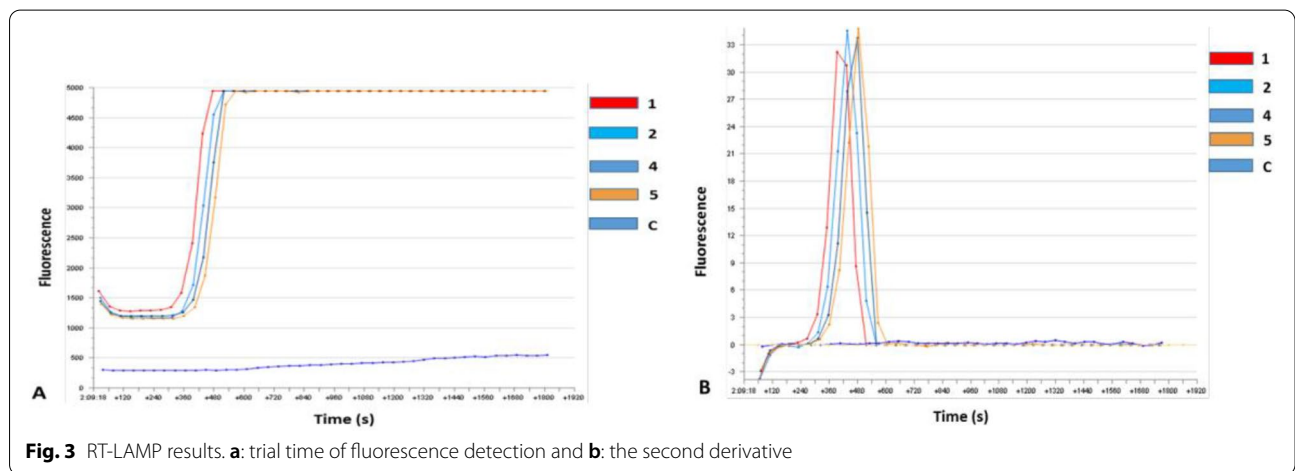 5000
4500
4000
3500
3000
2500
2000
1500
1000
500
0
Fluorescence
2:09:18 +120 +240 +360 +480 +600 +720 +840 +960 +1080 +1200 +1320 +1440 +1560 +1680 +1800 +1920
A
Time (s)
1
2
4
5
C
33
30
27
24
21
18
15
12
9
6
3
0
-3
Fluorescence
2:09:18 +120 +240 +360 +480 +600 +720 +840 +960 +1080 +1200 +1320 +1440 +1560 +1680 +1800 +1920
B
Time (s)
1
2
4
5
C
Fig. 3 RT-LAMP results. a: trial time of fluorescence detection and b: the second derivative